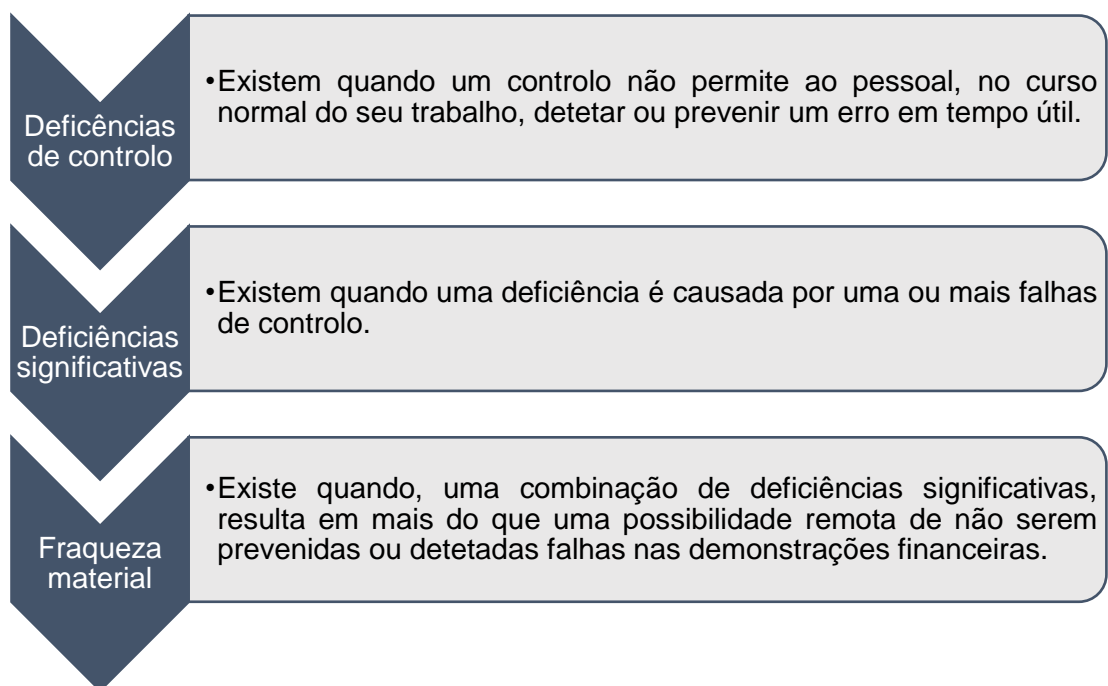 Deficências
de controlo
•Existem quando um controlo não permite ao pessoal, no curso
normal do seu trabalho, detetar ou prevenir um erro em tempo útil.
Deficiências
significativas
•Existem quando uma deficiência é causada por uma ou mais falhas
de controlo.
Fraqueza
material
•Existe quando, uma combinação de deficiências significativas,
resulta em mais do que uma possibilidade remota de não serem
prevenidas ou detetadas falhas nas demonstrações financeiras.